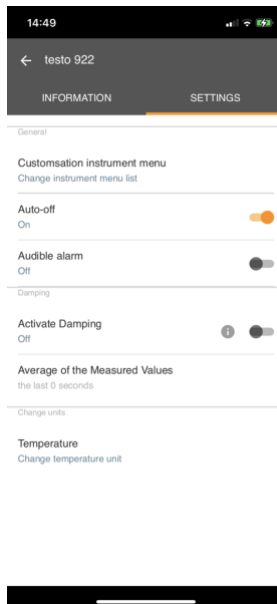 14:49
testo 922
INFORMATION SETTINGS
General
Customsation instrument menu
Change instrument menu list
Auto-off
On
Audible alarm
Off
Damping
Activate Damping
Off
Average of the Measured Values
the last 0 seconds
Change units
Temperature
Change temperature unit